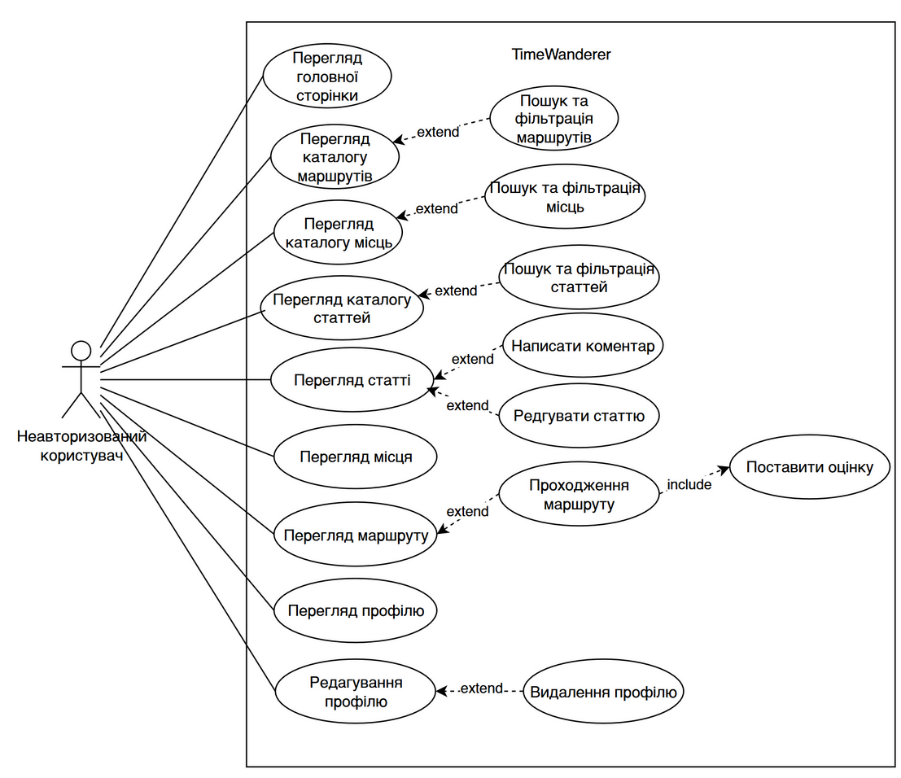 TimeWanderer
Перегляд
головної
сторінки
Пошук та
фільтрація
маршрутів
extend
Перегляд
каталогу
маршрутів
Пошук та фільтрація
місць
extend
Перегляд
каталогу місць
Пошук та фільтрація
статтей
extend
Перегляд каталогу
статтей
Написати коментар
extend
Перегляд статті
extend
Редгувати статтю
Неавторизований
користувач
Перегляд місця
Поставити оцінку
include
Проходження
маршруту
extend
Перегляд маршруту
Перегляд профілю
Редагування
профілю
extend
Видалення профілю